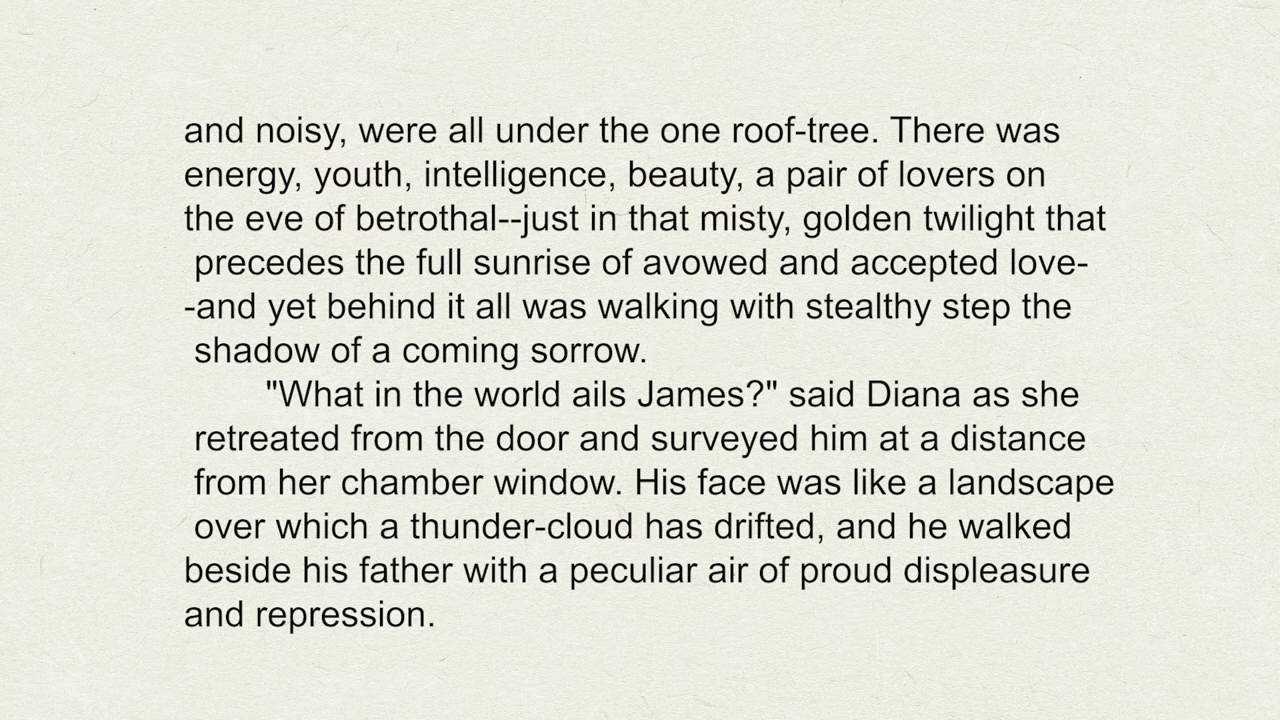 and noisy, were all under the one roof-tree. There was
energy, youth, intelligence, beauty, a pair of lovers on
the eve of betrothal--just in that misty, golden twilight that
precedes the full sunrise of avowed and accepted love-
-and yet behind it all was walking with stealthy step the
shadow of a coming sorrow.
"What in the world ails James?" said Diana as she
retreated from the door and surveyed him at a distance
from her chamber window. His face was like a landscape
over which a thunder-cloud has drifted, and he walked
beside his father with a peculiar air of proud displeasure
and repression.